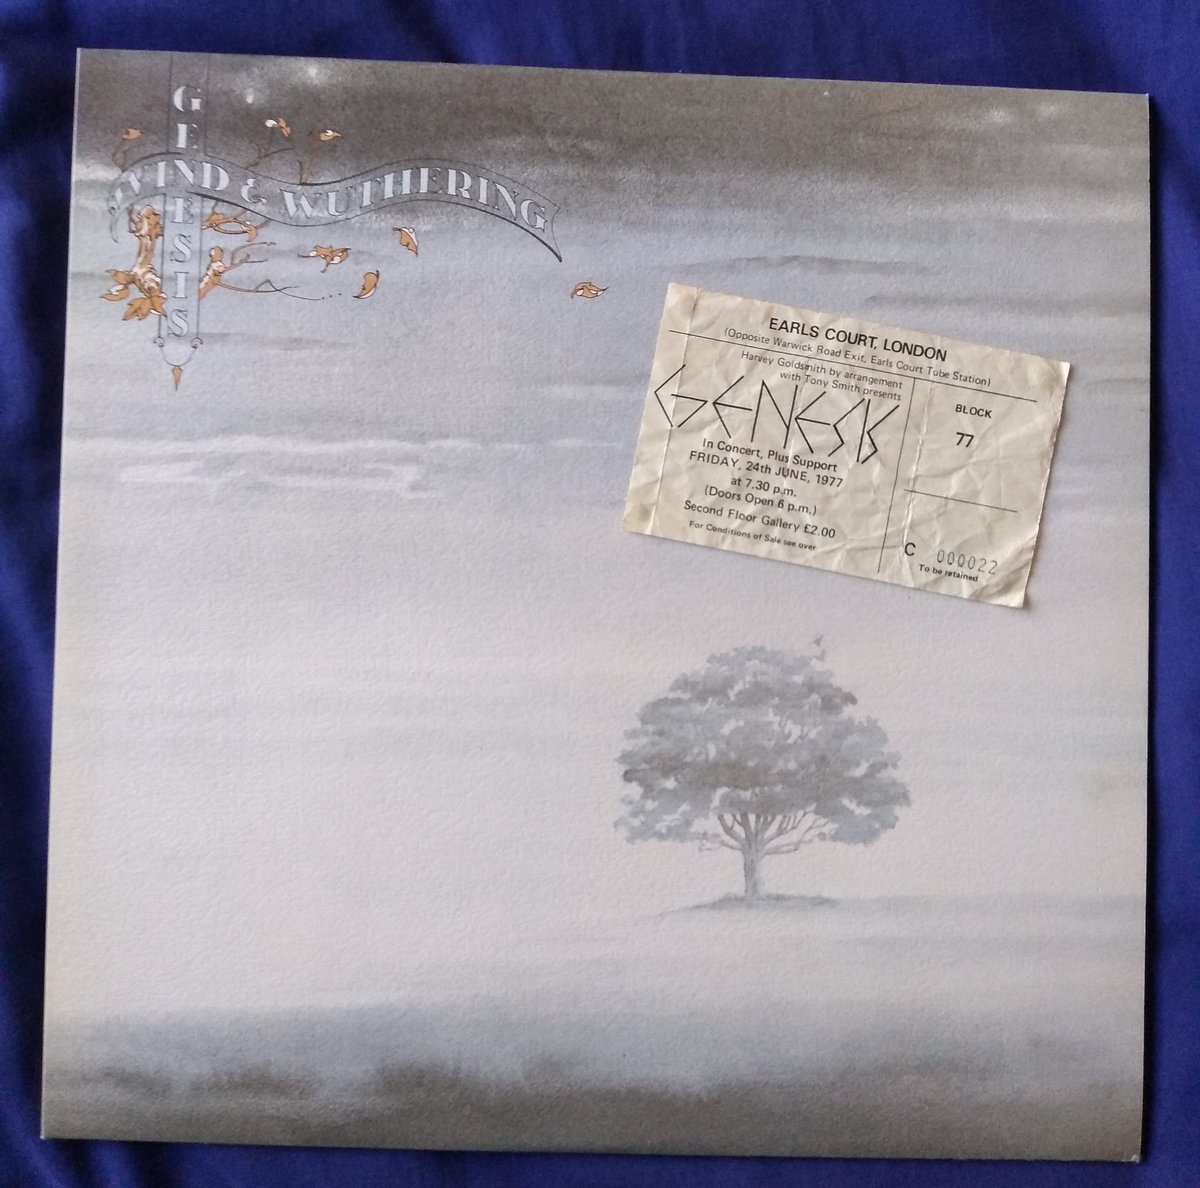 GENESIS
WIND & WUTHERING
EARLS COURT, LONDON
(Opposite Warwick Road Exit, Earls Court Tube Station)
Harvey Goldsmith by arrangement
with Tony Smith presents
GENESIS
In Concert, Plus Support
FRIDAY, 24th JUNE, 1977
at 7.30 p.m.
(Doors Open 6 p.m.)
Second Floor Gallery £2.00
For Conditions of Sale see over
BLOCK
77
C 000022
To be retained